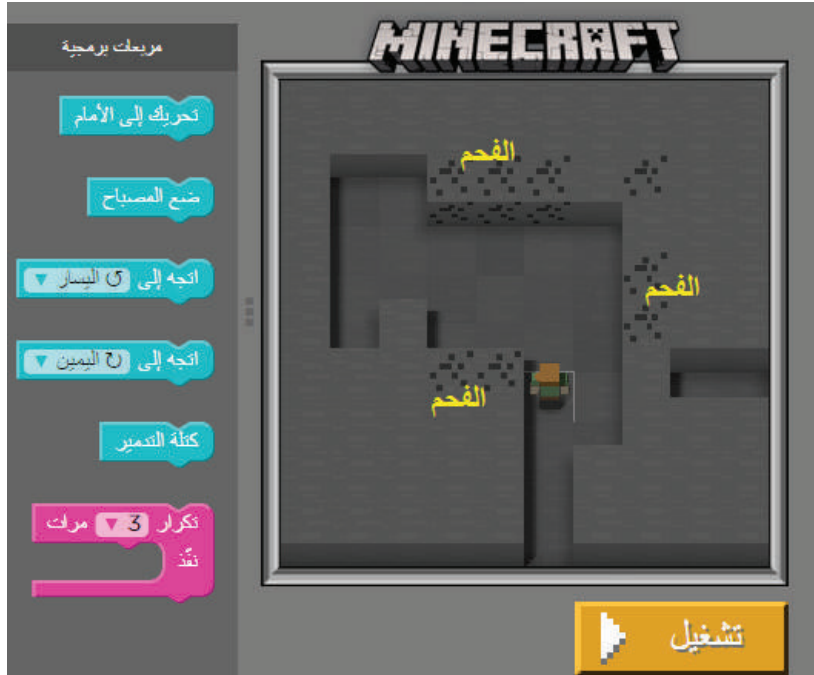 مربعات برمجية
MINECRAFT
تحريك إلى الأمام
ضع المصباح
اتجه إلى ↺ اليسار ▼
اتجه إلى ↻ اليمين ▼
كتلة التدمير
تكرار 3 ▼ مرات
نفّذ
الفحم
الفحم
الفحم
تشغيل